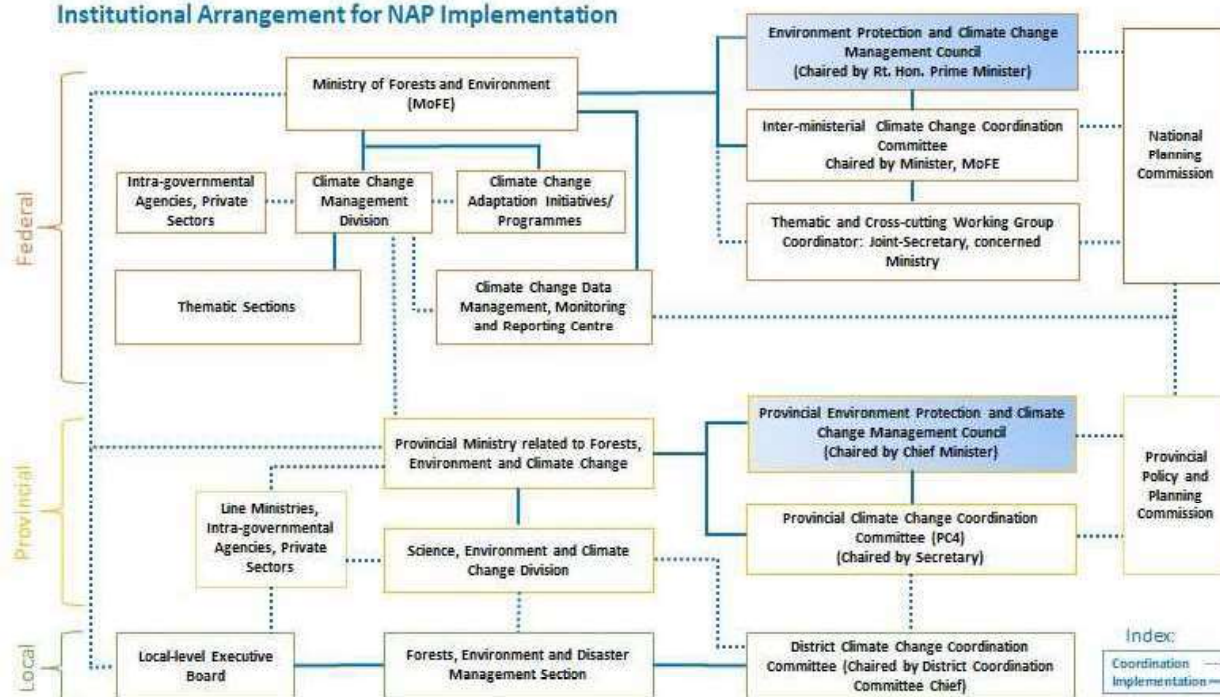 Institutional Arrangement for NAP Implementation
Environment Protection and Climate Change
Management Council
(Chaired by Rt. Hon. Prime Minister)
Ministry of Forests and Environment
(MoFE)
Inter-ministerial Climate Change Coordination
Committee
Chaired by Minister, MoFE
National
Planning
Commission
Federal
Intra-governmental
Agencies, Private
Sectors
Climate Change
Management
Division
Climate Change
Adaptation Initiatives/
Programmes
Thematic and Cross-cutting Working Group
Coordinator: Joint-Secretary, concerned
Ministry
Thematic Sections
Climate Change Data
Management, Monitoring
and Reporting Centre
Provincial
Provincial Ministry related to Forests,
Environment and Climate Change
Provincial Environment Protection and Climate
Change Management Council
(Chaired by Chief Minister)
Provincial
Policy and
Planning
Commission
Line Ministries,
Intra-governmental
Agencies, Private
Sectors
Science, Environment and Climate
Change Division
Provincial Climate Change Coordination
Committee (PC4)
(Chaired by Secretary)
Local
Local-level Executive
Board
Forests, Environment and Disaster
Management Section
District Climate Change Coordination
Committee (Chaired by District Coordination
Committee Chief)
Index:
Coordination
Implementation